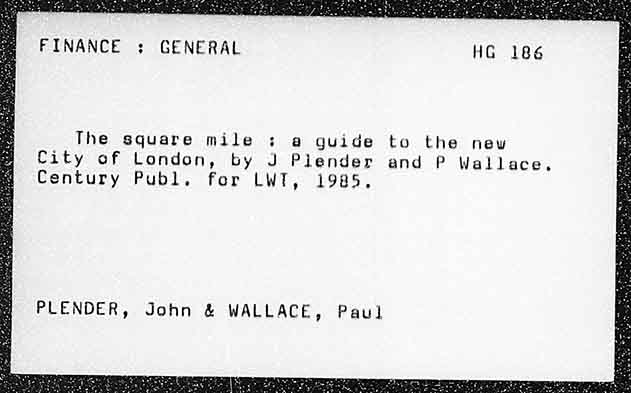 FINANCE : GENERAL HG 186
The square mile : a guide to the new
City of London, by J Plender and P Wallace.
Century Publ. for LWT, 1985.
PLENDER, John & WALLACE, Paul